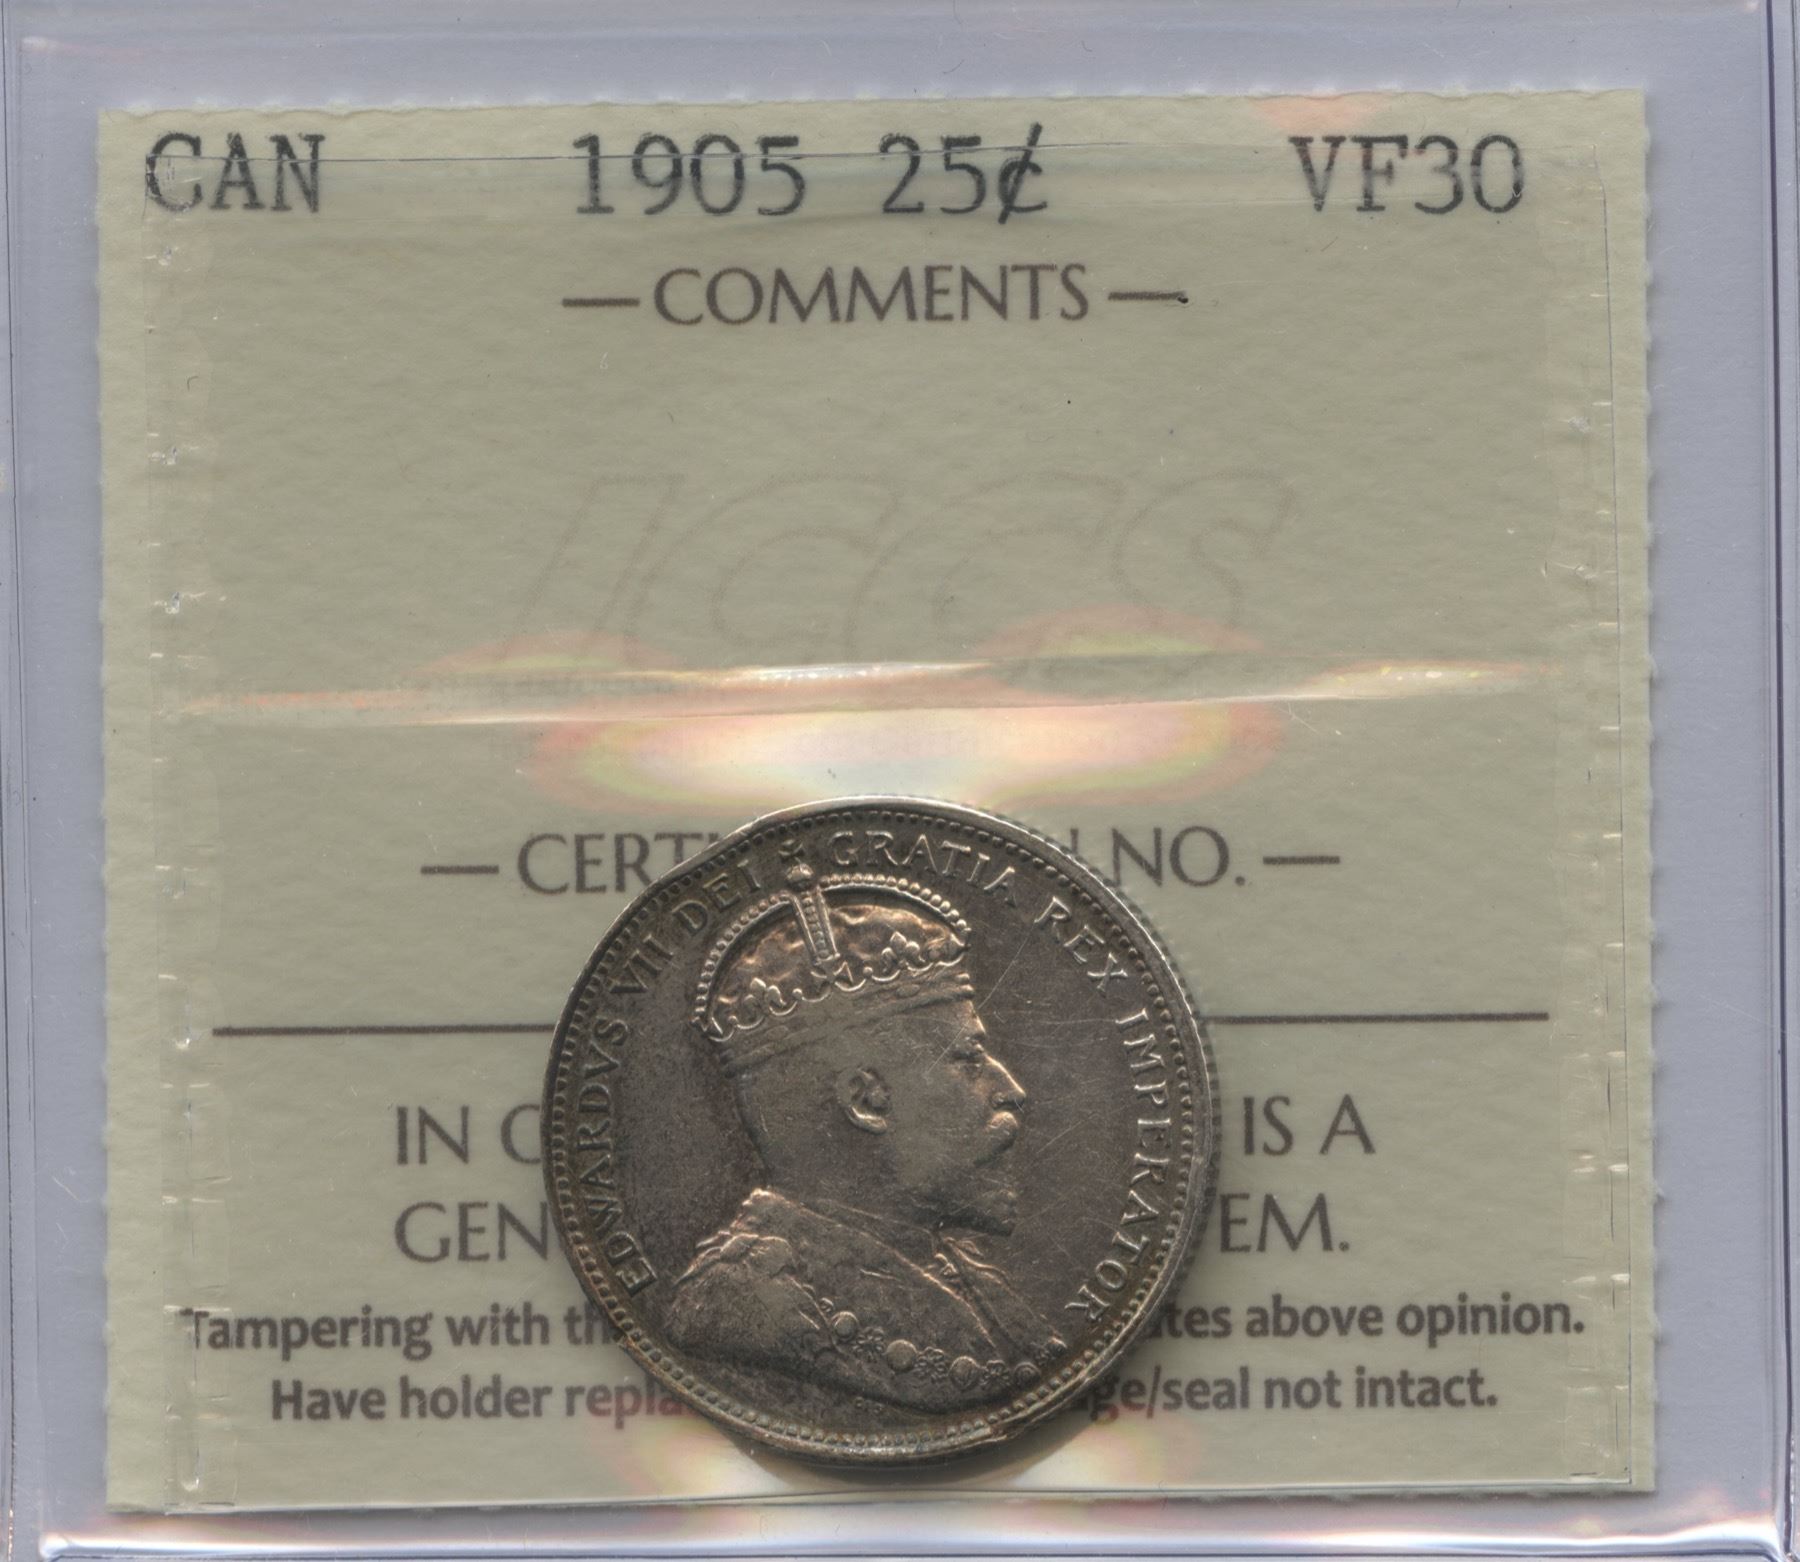 CAN 1905 25¢ VF30
— COMMENTS —
ICCS
— CERT NO. —
EDWARDVS VII DEI GRATIA REX IMPERATOR
IN C IS A
GEN EM.
Tampering with th tes above opinion.
Have holder repla ge/seal not intact.